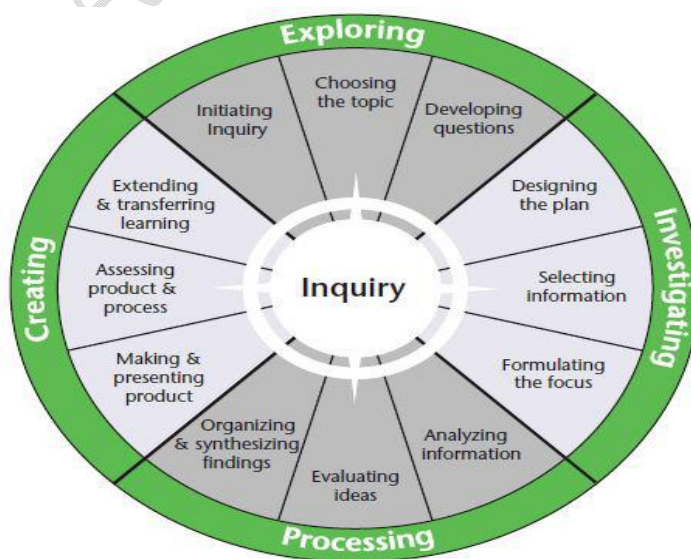 Exploring
Initiating
Inquiry
Choosing
the topic
Developing
questions
Investigating
Designing
the plan
Selecting
information
Formulating
the focus
Processing
Analyzing
information
Evaluating
ideas
Organizing
& synthesizing
findings
Creating
Making &
presenting
product
Assessing
product &
process
Extending
& transferring
learning
Inquiry